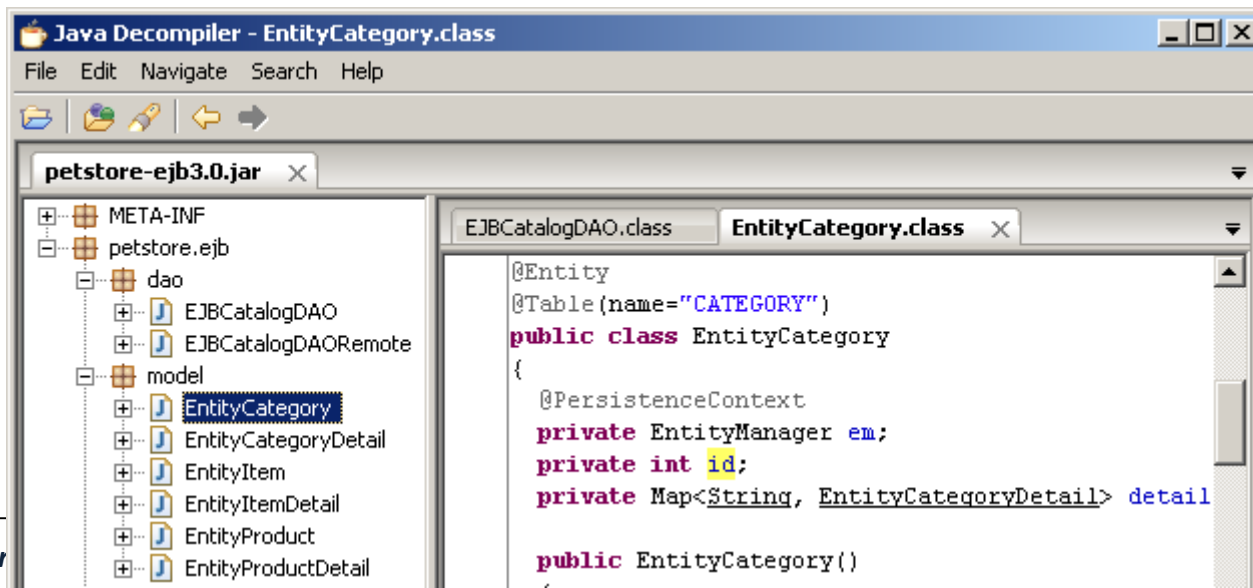 Java Decompiler - EntityCategory.class
File Edit Navigate Search Help
petstore-ejb3.0.jar
META-INF
petstore.ejb
dao
EJBCatalogDAO
EJBCatalogDAORemote
model
EntityCategory
EntityCategoryDetail
EntityItem
EntityItemDetail
EntityProduct
EntityProductDetail
EJBCatalogDAO.class EntityCategory.class
@Entity
@Table(name="CATEGORY")
public class EntityCategory
{
@PersistenceContext
private EntityManager em;
private int id;
private Map<String, EntityCategoryDetail> detail
public EntityCategory()